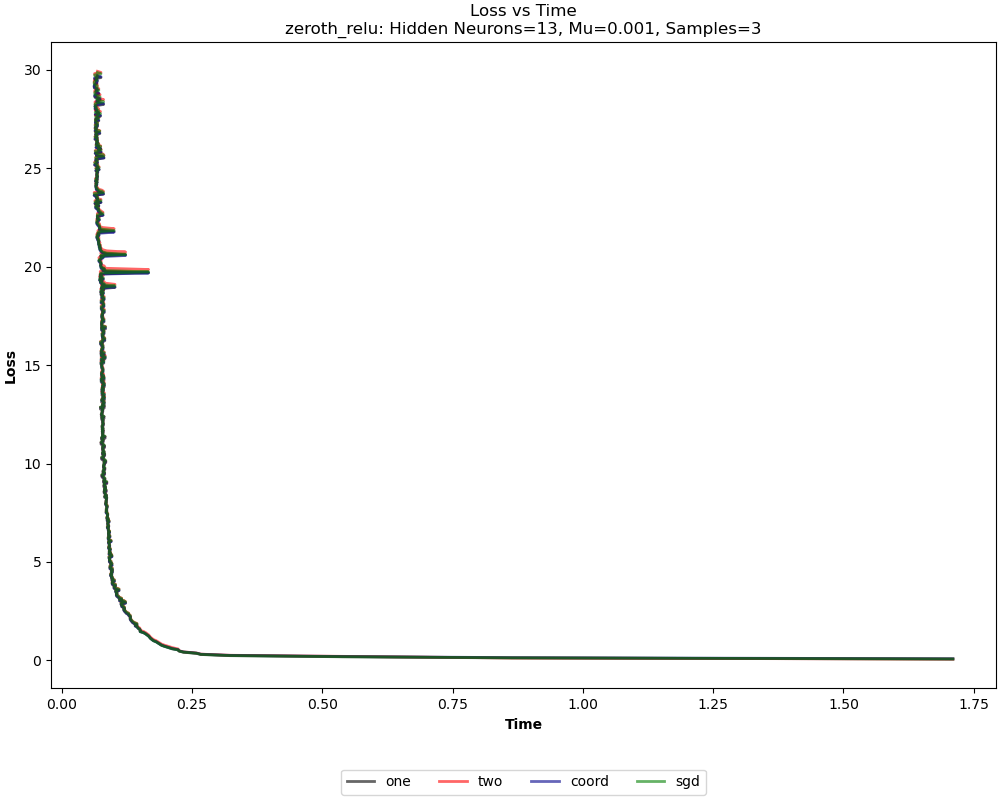 Loss vs Time
zeroth_relu: Hidden Neurons=13, Mu=0.001, Samples=3
30
25
20
15
10
5
0
Loss
0.00 0.25 0.50 0.75 1.00 1.25 1.50 1.75
Time
one two coord sgd